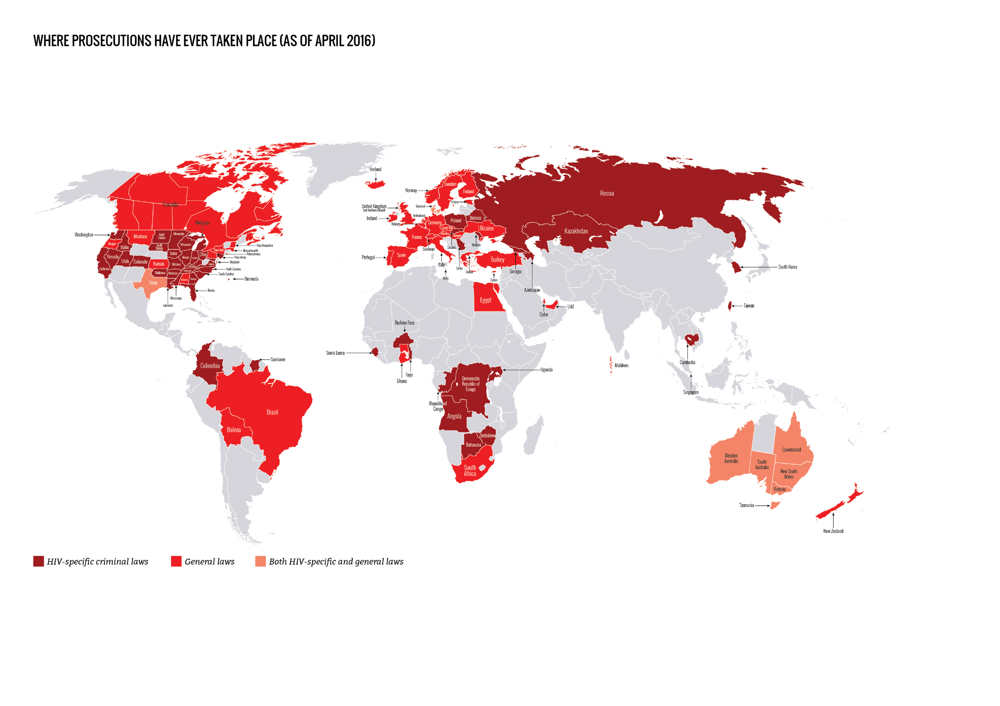 WHERE PROSECUTIONS HAVE EVER TAKEN PLACE (AS OF APRIL 2016)
Iceland
Norway
Sweden
Finland
Russia
Estonia
Denmark
United Kingdom
(not Northern Ireland)
Ireland
Netherlands
Belgium
Germany
Poland
Belarus
Czech Rep
Ukraine
Austria
Hungary
France
Switzerland
Slovakia
Moldova
Kazakhstan
Portugal
Spain
Italy
Malta
Serbia
Greece
Turkey
Cyprus
Georgia
Azerbaijan
Canada
Michigan
Washington
Montana
North
Dakota
Minnesota
Oregon
Idaho
South
Dakota
Wisconsin
New York
New Hampshire
Massachusetts
Pennsylvania
New Jersey
Maryland
Nevada
Utah
Colorado
Iowa
Illinois
Indiana
Ohio
Kansas
Missouri
Kentucky
Virginia
California
Oklahoma
Arkansas
Tennessee
North Carolina
South Carolina
Texas
Alabama
Georgia
Bermuda
Florida
Mississippi
Louisiana
South Korea
Taiwan
Egypt
Qatar
UAE
Burkina Faso
Sierra Leone
Togo
Ghana
Uganda
Maldives
Cambodia
Singapore
Colombia
Suriname
Democratic
Republic of
Congo
Republic of
Congo
Brazil
Bolivia
Angola
Zimbabwe
Botswana
South
Africa
Western
Australia
South
Australia
Queensland
New South
Wales
Victoria
Tasmania
New Zealand
HIV-specific criminal laws
General laws
Both HIV-specific and general laws